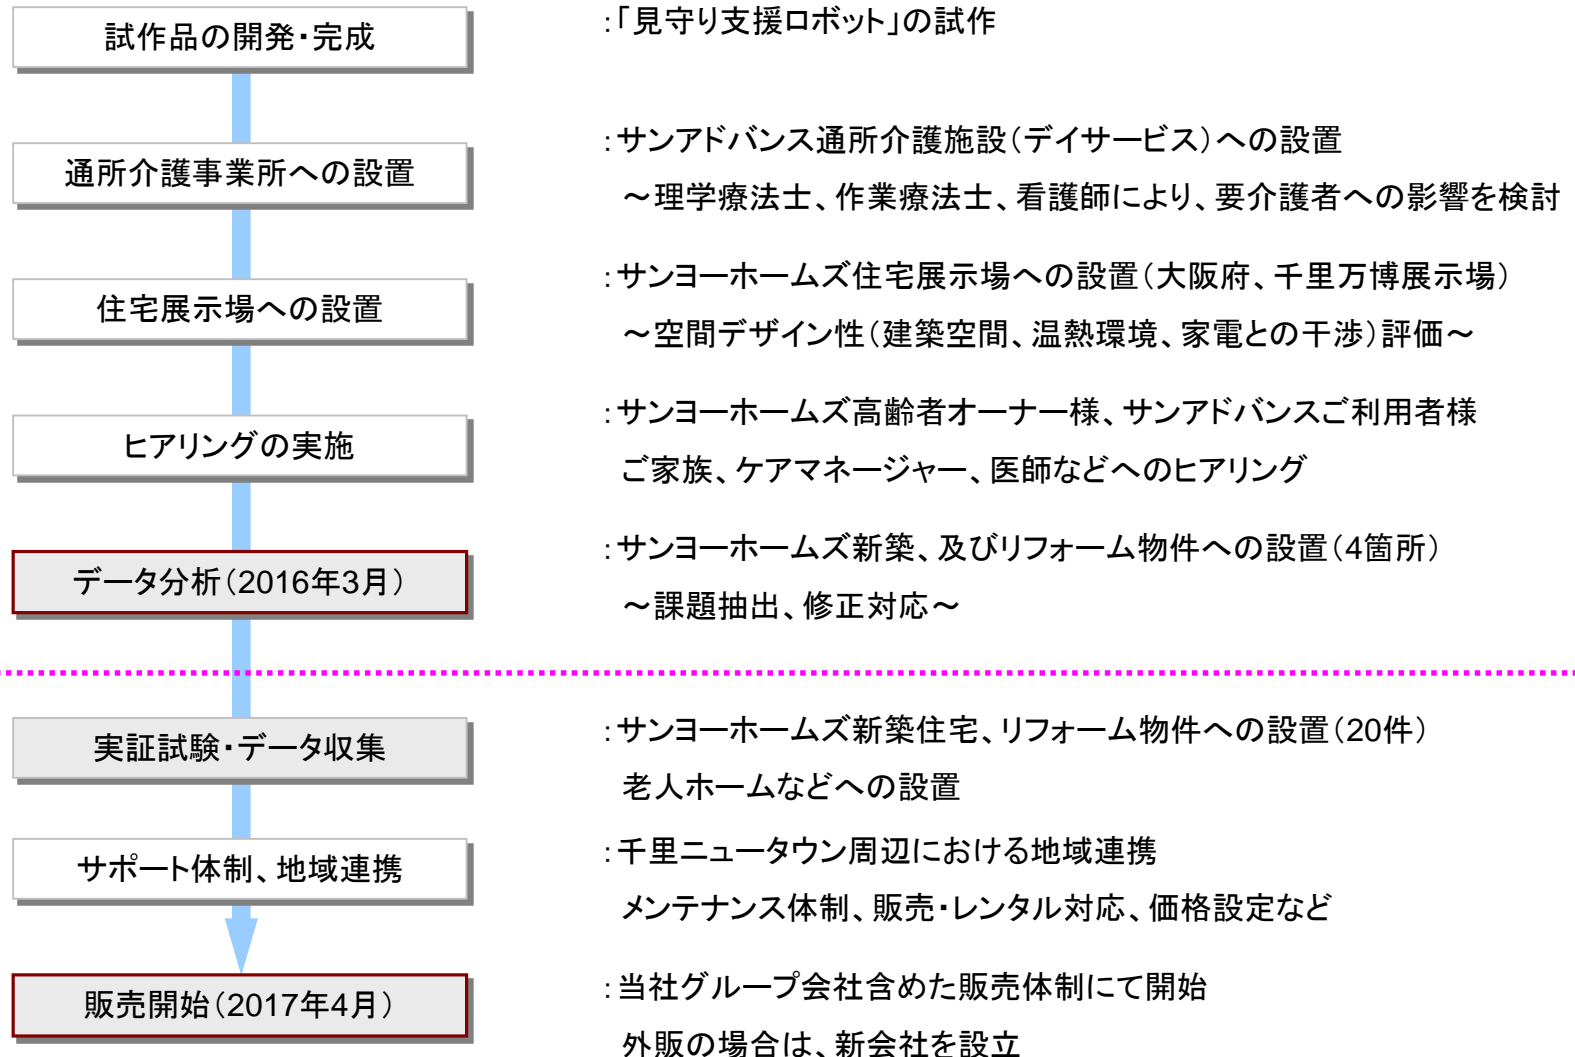 試作品の開発・完成
:「見守り支援ロボット」の試作
通所介護事業所への設置
:サンアドバンス通所介護施設(デイサービス)への設置
~理学療法士、作業療法士、看護師により、要介護者への影響を検討
住宅展示場への設置
:サンヨーホームズ住宅展示場への設置(大阪府、千里万博展示場)
~空間デザイン性(建築空間、温熱環境、家電との干渉)評価~
ヒアリングの実施
:サンヨーホームズ高齢者オーナー様、サンアドバンスご利用者様
ご家族、ケアマネージャー、医師などへのヒアリング
データ分析(2016年3月)
:サンヨーホームズ新築、及びリフォーム物件への設置(4箇所)
~課題抽出、修正対応~
実証試験・データ収集
:サンヨーホームズ新築住宅、リフォーム物件への設置(20件)
老人ホームなどへの設置
サポート体制、地域連携
:千里ニュータウン周辺における地域連携
メンテナンス体制、販売・レンタル対応、価格設定など
販売開始(2017年4月)
:当社グループ会社含めた販売体制にて開始
外販の場合は、新会社を設立